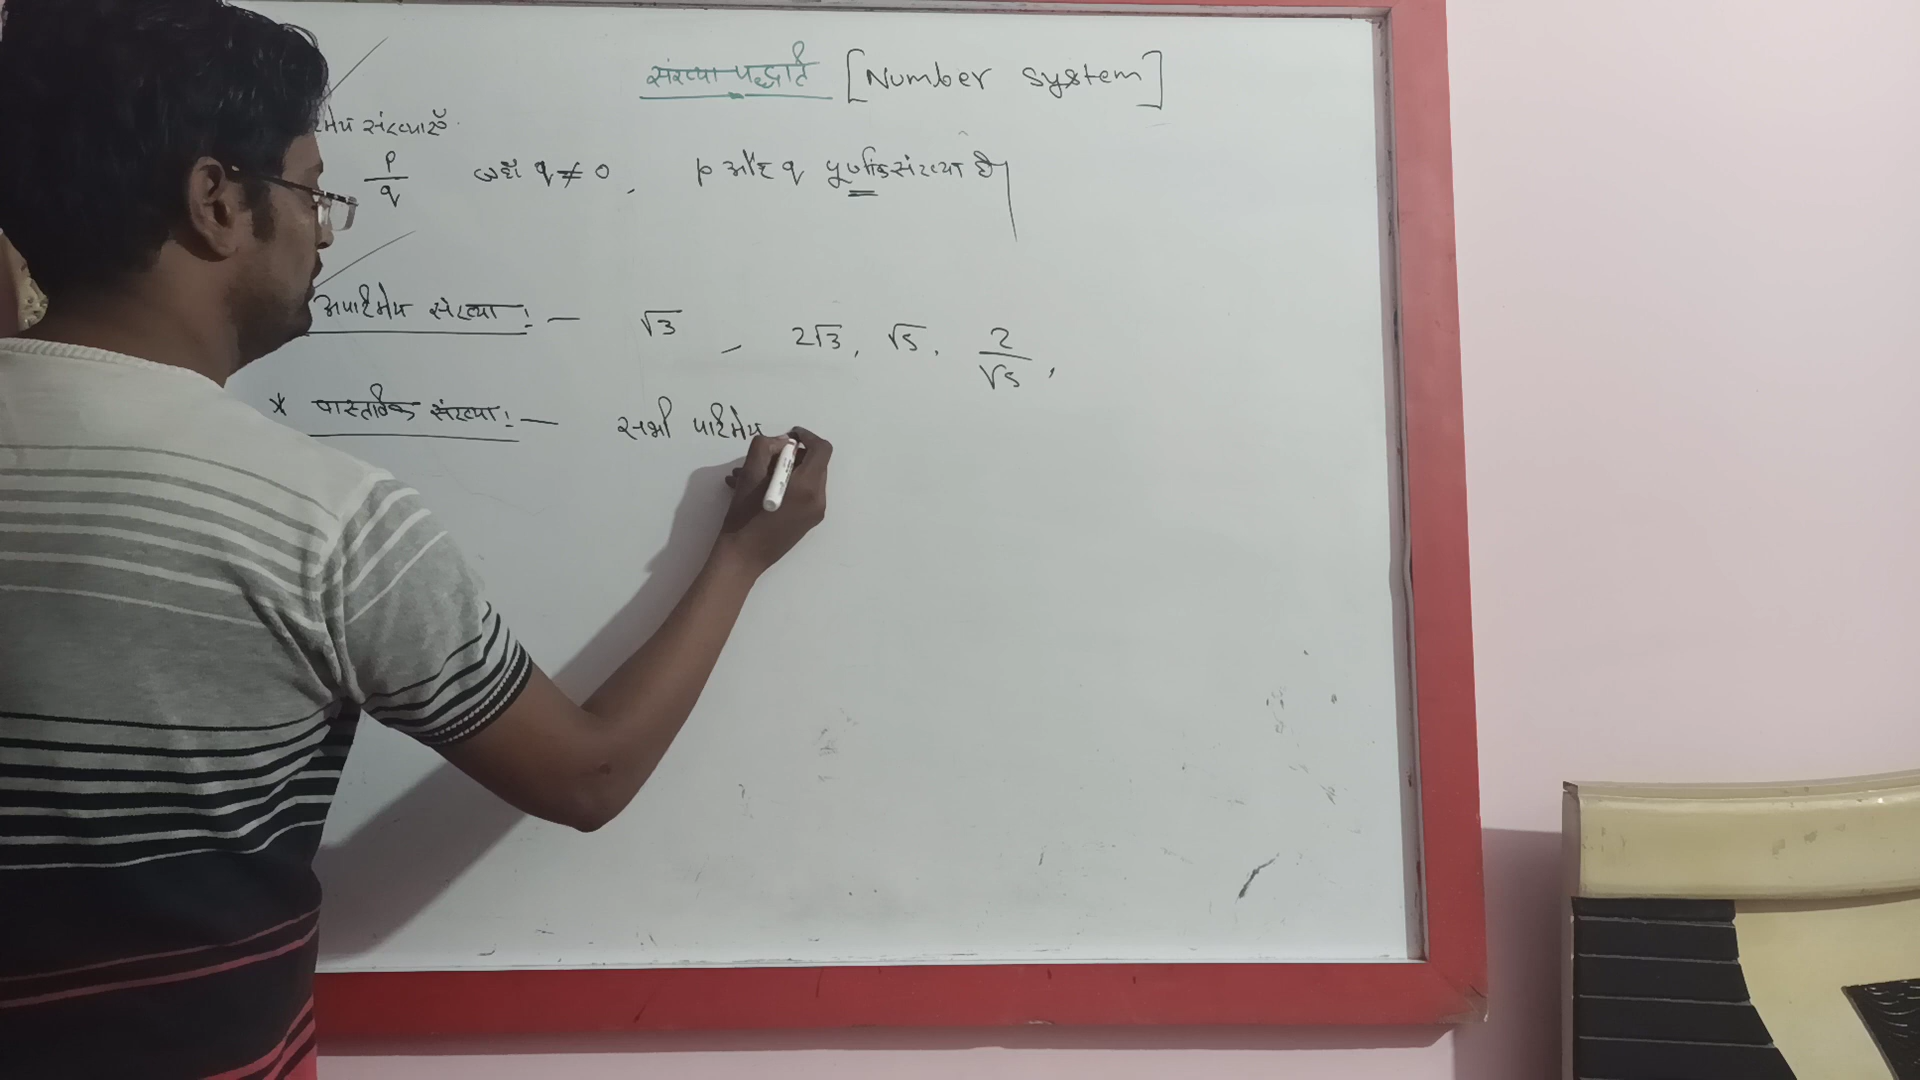 संख्या पद्धति [Number system]
रिमेय संख्याएँ
p/q जहाँ q ≠ 0, p और q पूर्णांक संख्या है।
अपरिमेय संख्या :— √3, 2√3, √5, 2/√5,
* वास्तविक संख्या :— सभी परिमेय